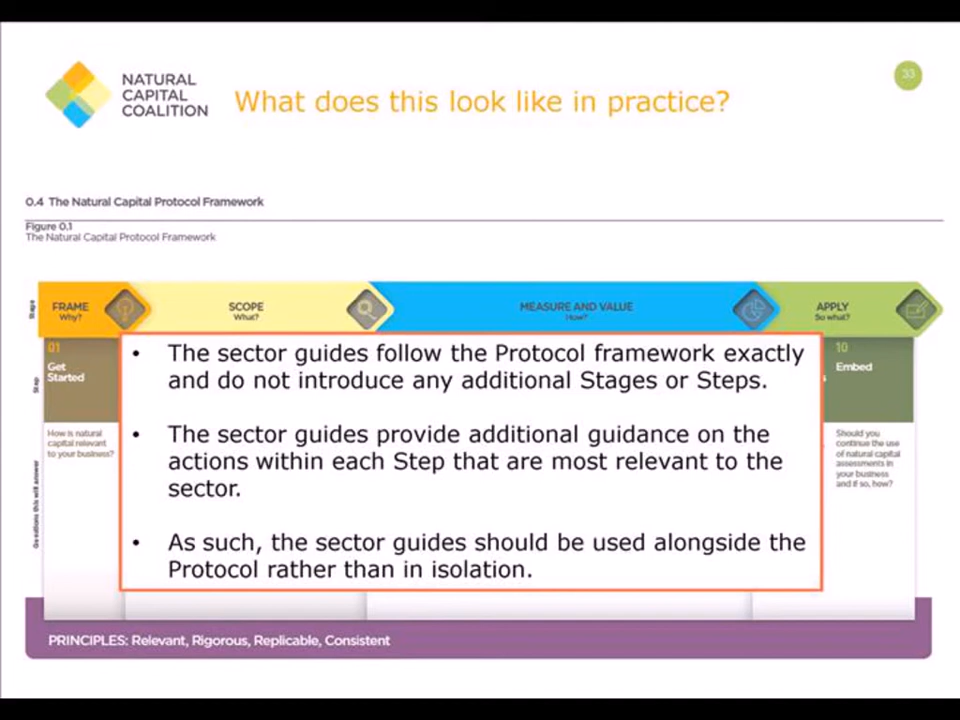 NATURAL
CAPITAL
COALITION
What does this look like in practice?
33
0.4 The Natural Capital Protocol Framework
Figure 0.1
The Natural Capital Protocol Framework
Stage
FRAME
Why?
SCOPE
What?
MEASURE AND VALUE
How?
APPLY
So what?
Step
01
Get
Started
10
Embed
Questions this will answer
How is natural
capital relevant
to your business?
Should you
continue the use
of natural capital
assessments in
your business
and if so, how?
• The sector guides follow the Protocol framework exactly
and do not introduce any additional Stages or Steps.
• The sector guides provide additional guidance on the
actions within each Step that are most relevant to the
sector.
• As such, the sector guides should be used alongside the
Protocol rather than in isolation.
PRINCIPLES: Relevant, Rigorous, Replicable, Consistent